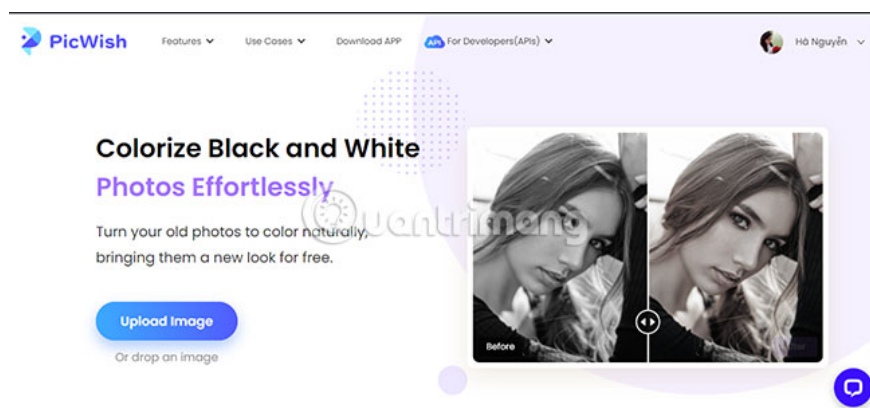 PicWish
Features
Use Cases
Download APP
API
For Developers(APIs)
Hà Nguyễn
Colorize Black and White
Photos Effortlessly
Turn your old photos to color naturally,
bringing them a new look for free.
Quantrimang
Upload Image
Or drop an image
Before